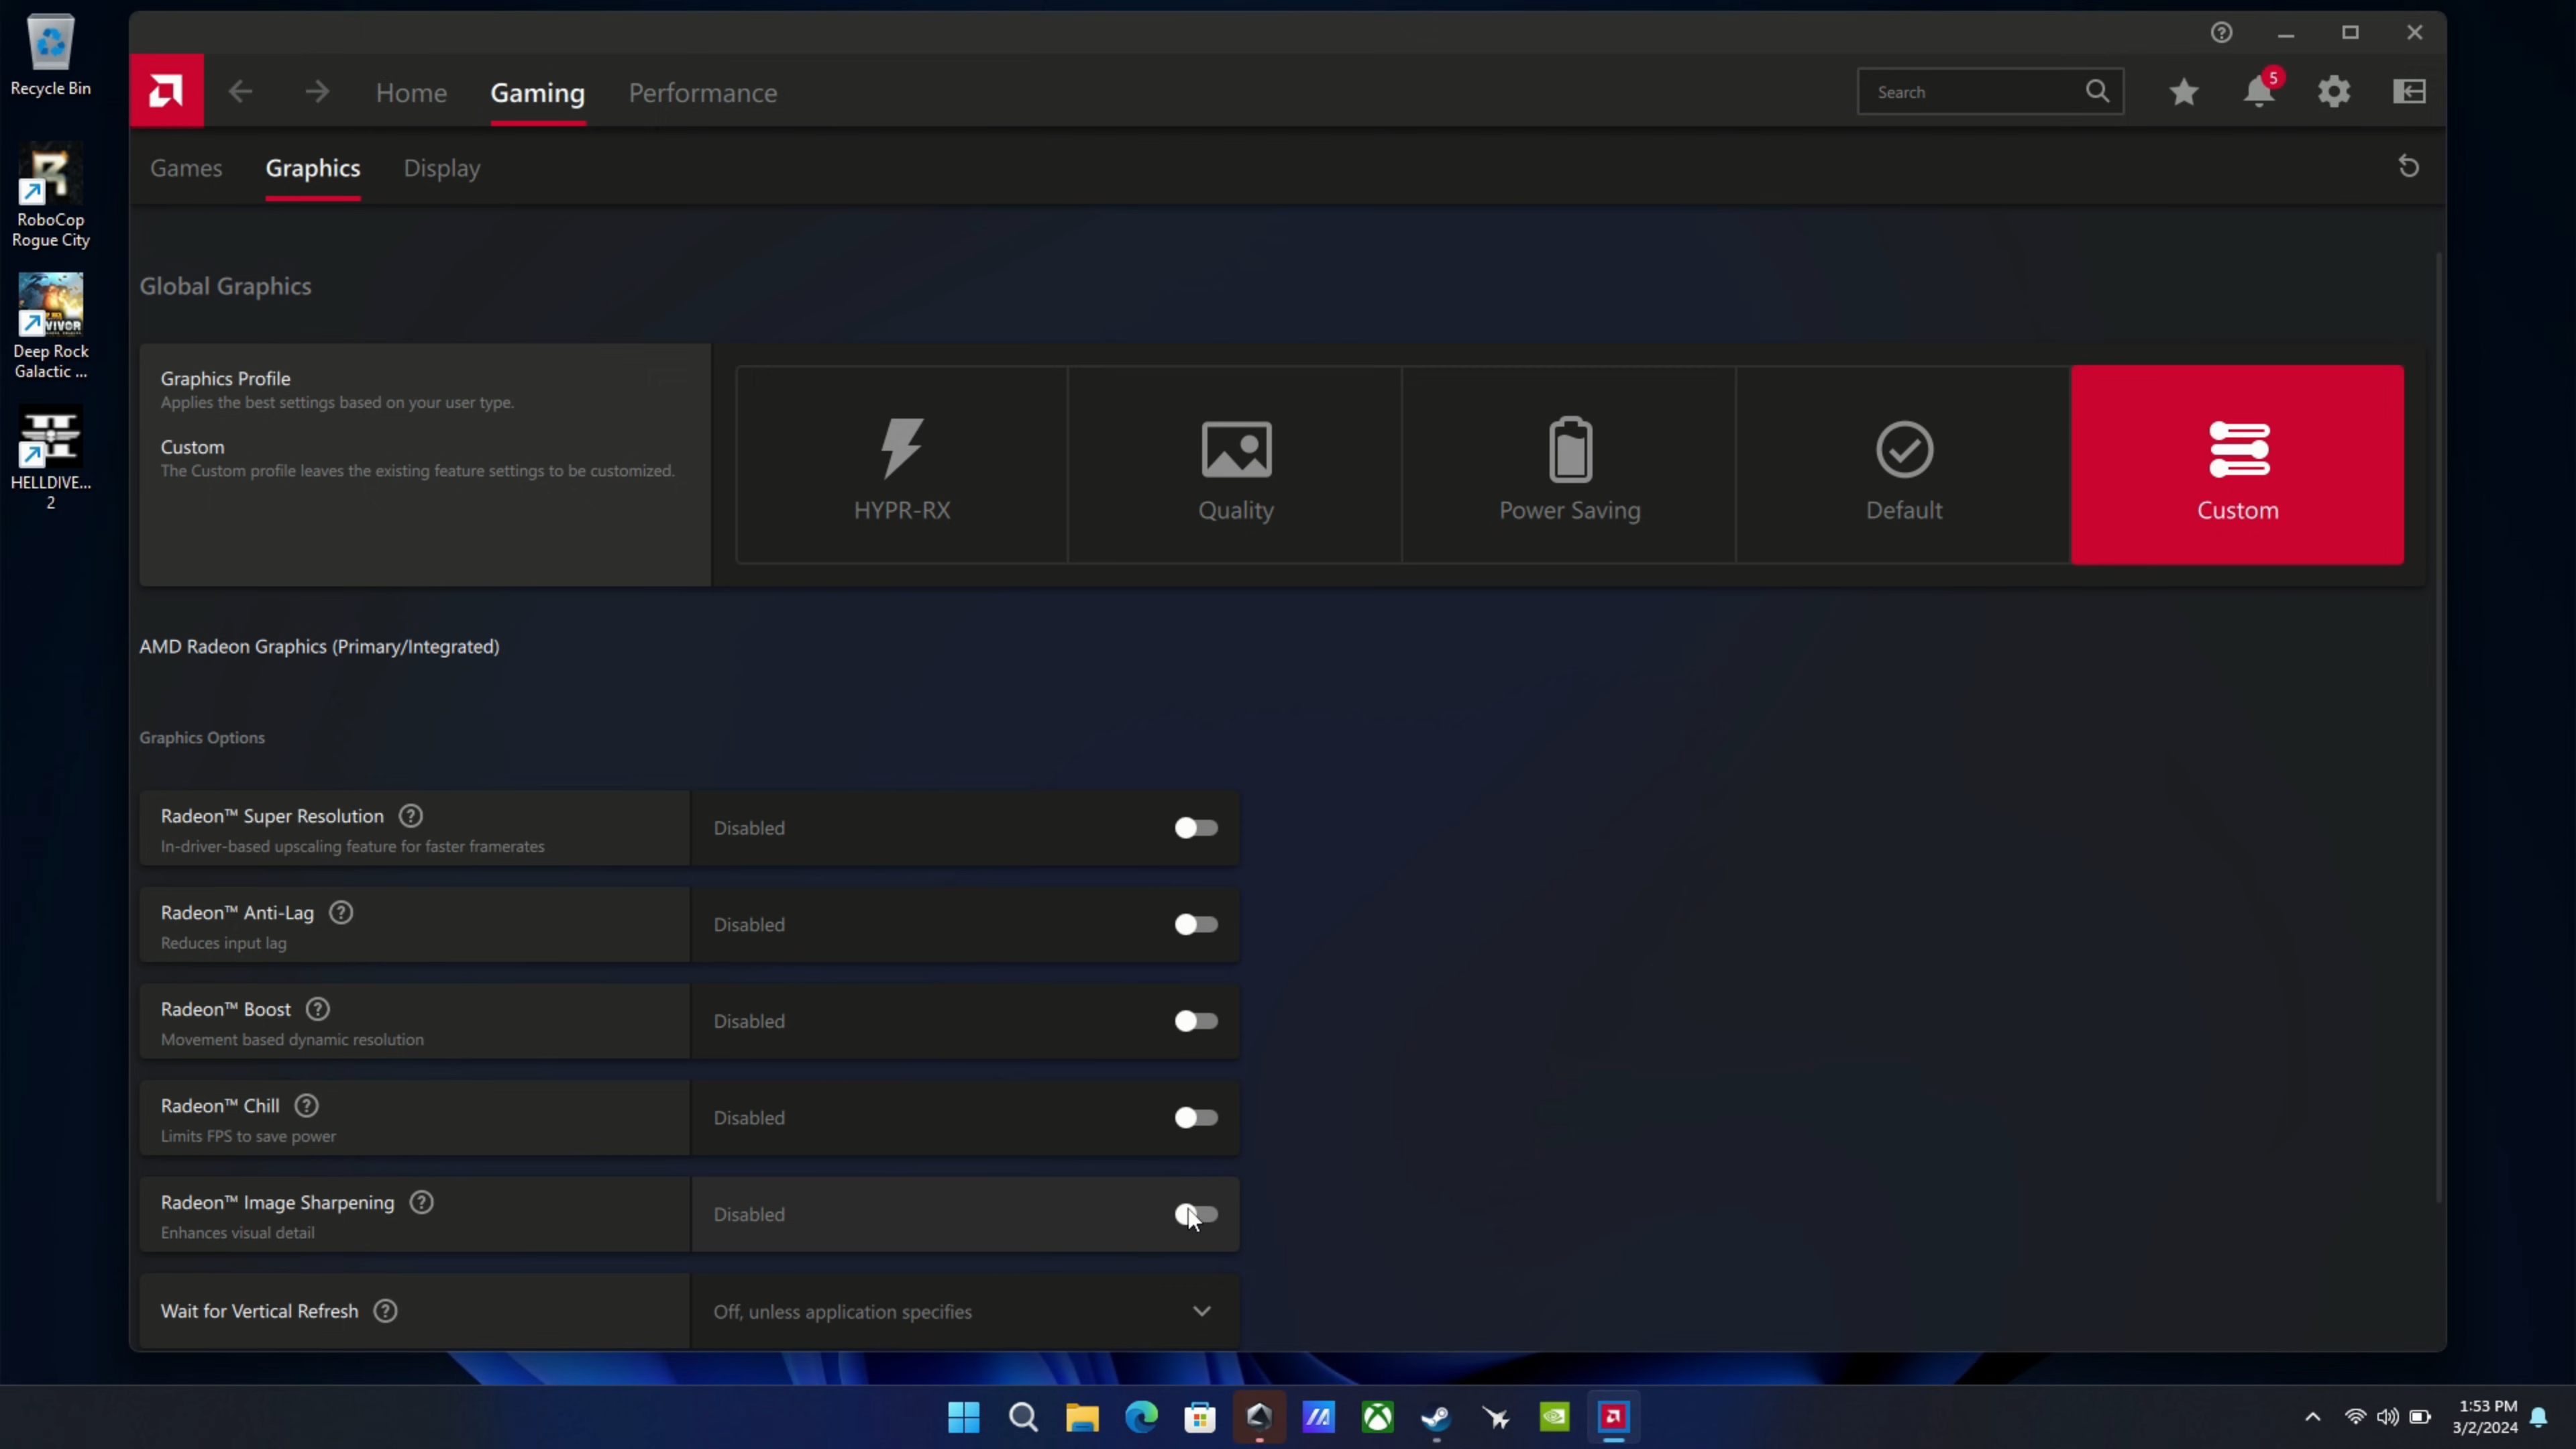 Recycle Bin
RoboCop
Rogue City
VIVOR
Deep Rock
Galactic ...
HELLDIVE...
2
Home
Gaming
Performance
Search
5
Games
Graphics
Display
Global Graphics
Graphics Profile
Applies the best settings based on your user type.
Custom
The Custom profile leaves the existing feature settings to be customized.
HYPR-RX
Quality
Power Saving
Default
Custom
AMD Radeon Graphics (Primary/Integrated)
Graphics Options
Radeon™ Super Resolution
In-driver-based upscaling feature for faster framerates
Disabled
Radeon™ Anti-Lag
Reduces input lag
Disabled
Radeon™ Boost
Movement based dynamic resolution
Disabled
Radeon™ Chill
Limits FPS to save power
Disabled
Radeon™ Image Sharpening
Enhances visual detail
Disabled
Wait for Vertical Refresh
Off, unless application specifies
1:53 PM
3/2/2024